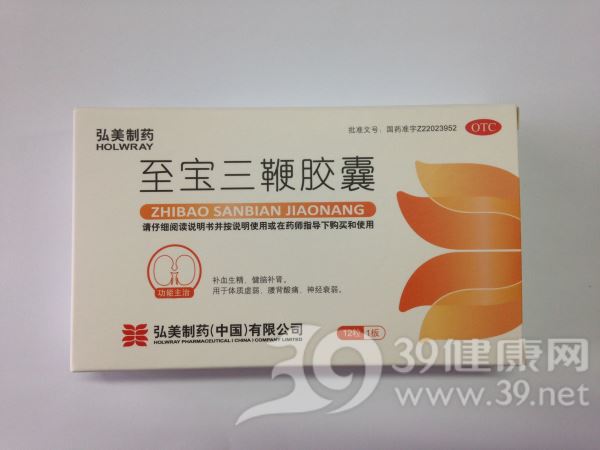 弘美制药
HOLWRAY
批准文号：国药准字Z22023952
OTC
至宝三鞭胶囊
ZHIBAO SANBIAN JIAONANG
请仔细阅读说明书并按说明使用或在药师指导下购买和使用
功能主治
补血生精、健脑补肾。
用于体质虚弱、腰背酸痛、神经衰弱。
弘美制药(中国)有限公司
HOLWRAY PHARMACEUTICAL(CHINA)COMPANY LIMITED
12粒 1板
39健康网
www.39.net